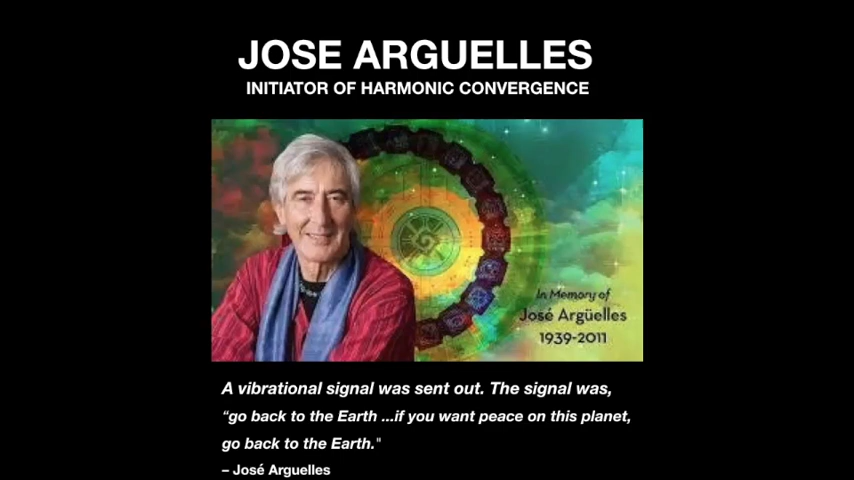 JOSE ARGUELLES
INITIATOR OF HARMONIC CONVERGENCE
In Memory of
José Argüelles
1939-2011
A vibrational signal was sent out. The signal was,
“go back to the Earth ...if you want peace on this planet,
go back to the Earth."
– José Arguelles